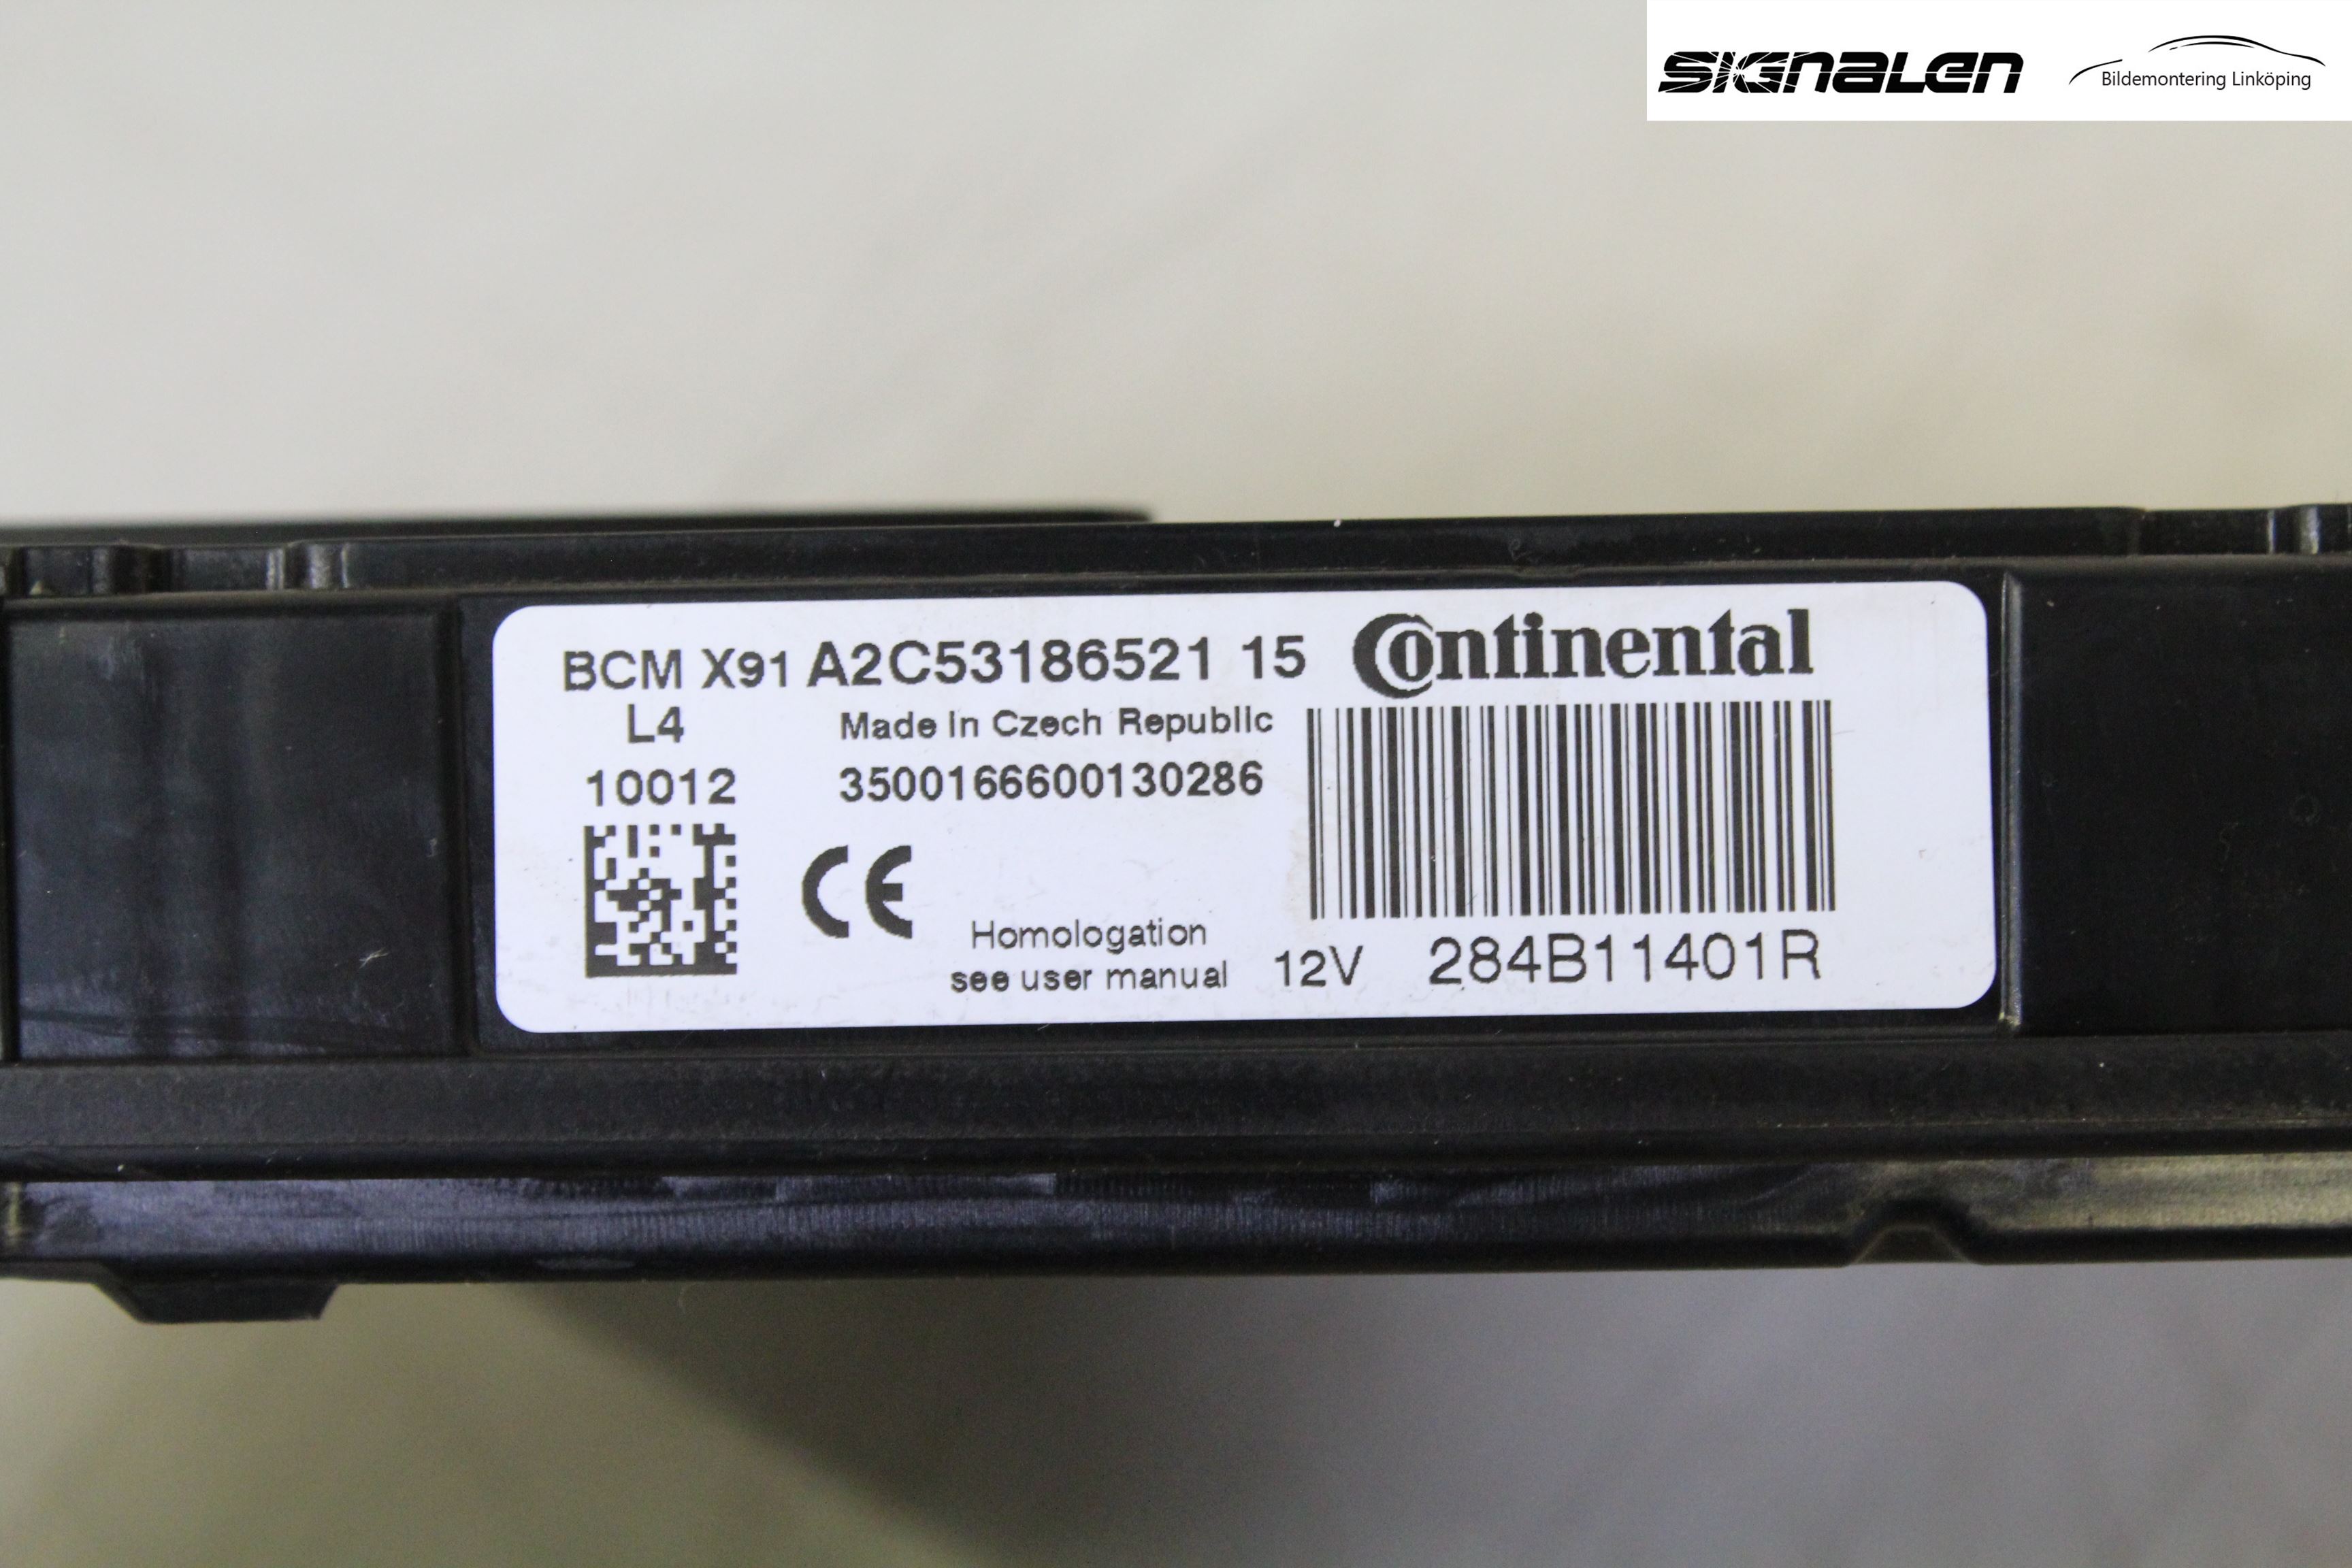 SIGNALEN
Bildemontering Linköping
BCM X91 A2C53186521 15 Continental
L4 Made in Czech Republic
10012 3500166600130286
CE
Homologation
see user manual
12V 284B11401R